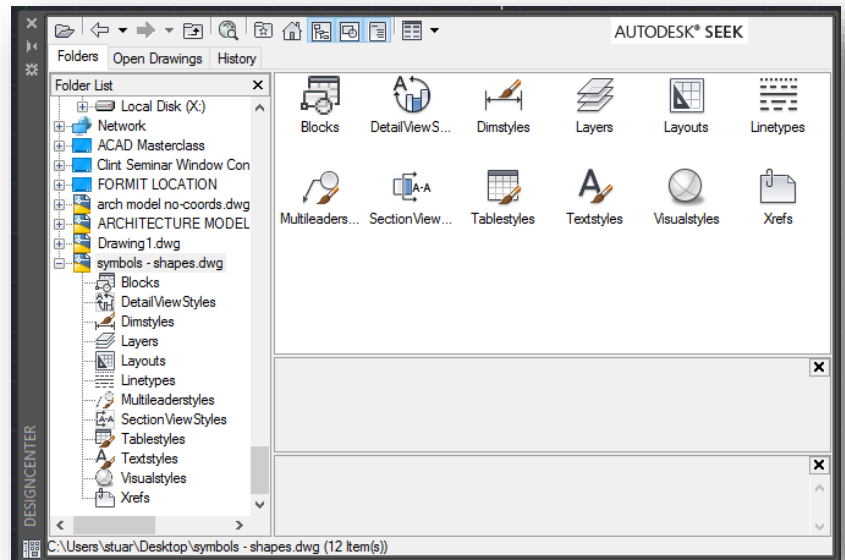 AUTODESK® SEEK
Folders Open Drawings History
Folder List
Local Disk (X:)
Network
ACAD Masterclass
Clint Seminar Window Con
FORMIT LOCATION
arch model no-coords.dwg
ARCHITECTURE MODEL
Drawing1.dwg
symbols - shapes.dwg
Blocks
DetailViewStyles
Dimstyles
Layers
Layouts
Linetypes
Multileaderstyles
SectionViewStyles
Tablestyles
Textstyles
Visualstyles
Xrefs
Blocks DetailViewS... Dimstyles Layers Layouts Linetypes
Multileaders... SectionView... Tablestyles Textstyles Visualstyles Xrefs
DESIGNCENTER
C:\Users\stuar\Desktop\symbols - shapes.dwg (12 Item(s))